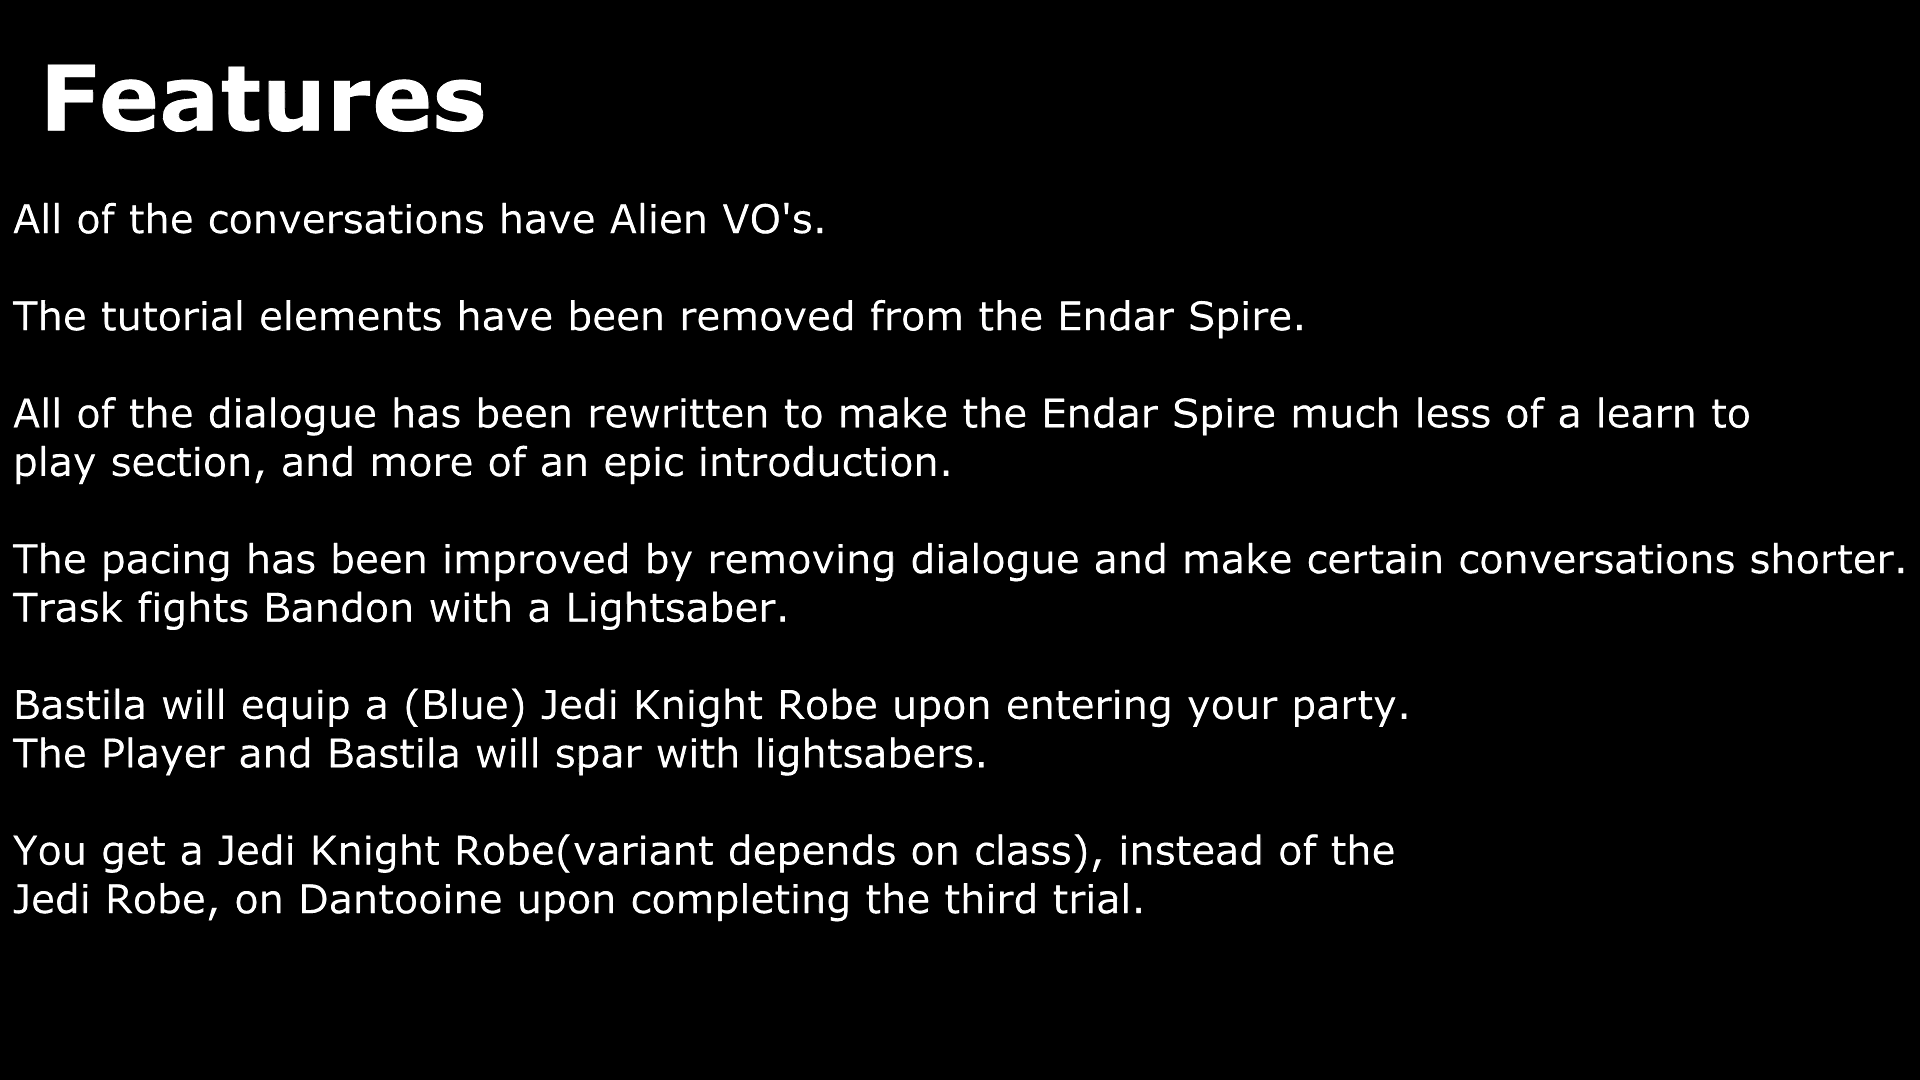 Features
All of the conversations have Alien VO's.
The tutorial elements have been removed from the Endar Spire.
All of the dialogue has been rewritten to make the Endar Spire much less of a learn to
play section, and more of an epic introduction.
The pacing has been improved by removing dialogue and make certain conversations shorter.
Trask fights Bandon with a Lightsaber.
Bastila will equip a (Blue) Jedi Knight Robe upon entering your party.
The Player and Bastila will spar with lightsabers.
You get a Jedi Knight Robe(variant depends on class), instead of the
Jedi Robe, on Dantooine upon completing the third trial.